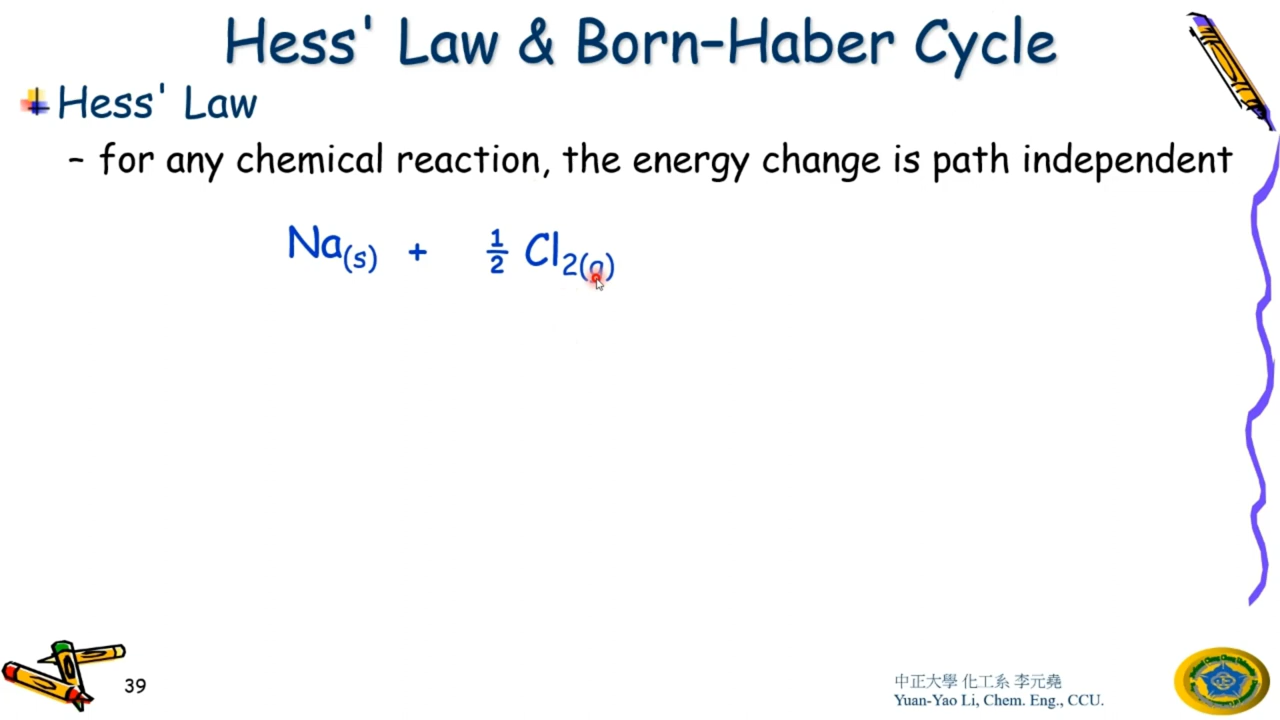 Hess' Law & Born–Haber Cycle
Hess' Law
– for any chemical reaction, the energy change is path independent
Na(s) + ½ Cl2(g)
39
中正大學 化工系 李元堯
Yuan-Yao Li, Chem. Eng., CCU.